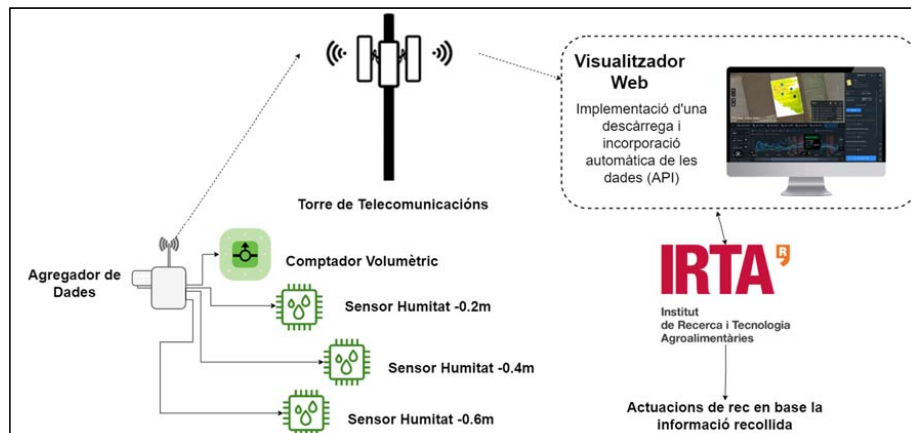 Visualitzador
Web
Implementació d'una
descàrrega i
incorporació
automàtica de les
dades (API)
Torre de Telecomunicacións
Agregador de
Dades
Comptador Volumètric
Sensor Humitat -0.2m
Sensor Humitat -0.4m
Sensor Humitat -0.6m
IRTA
R
Institut
de Recerca i Tecnologia
Agroalimentàries
Actuacions de rec en base la
informació recollida